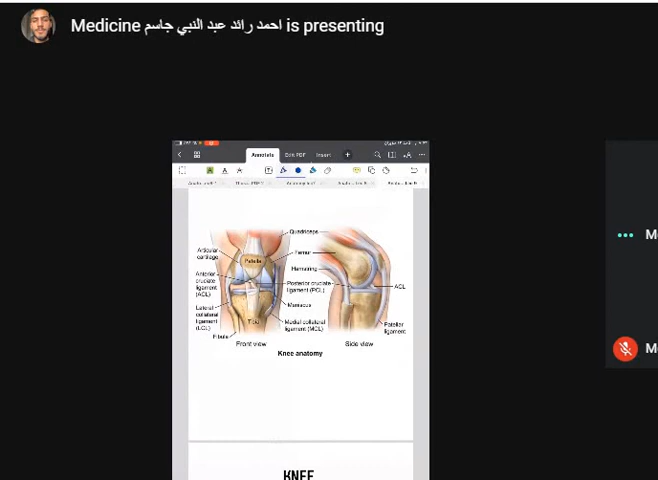 Medicine احمد رائد عبد النبي جاسم is presenting
Annotate Edit PDF Insert
Quadriceps
Articular
cartilage
Patella
Femur
Hamstring
Anterior
cruciate
ligament
(ACL)
Posterior cruciate
ligament (PCL)
ACL
Lateral
collateral
ligament
(LCL)
Meniscus
Tibia
Medial collateral
ligament (MCL)
Patellar
ligament
Fibula
Front view
Side view
Knee anatomy
KNEE